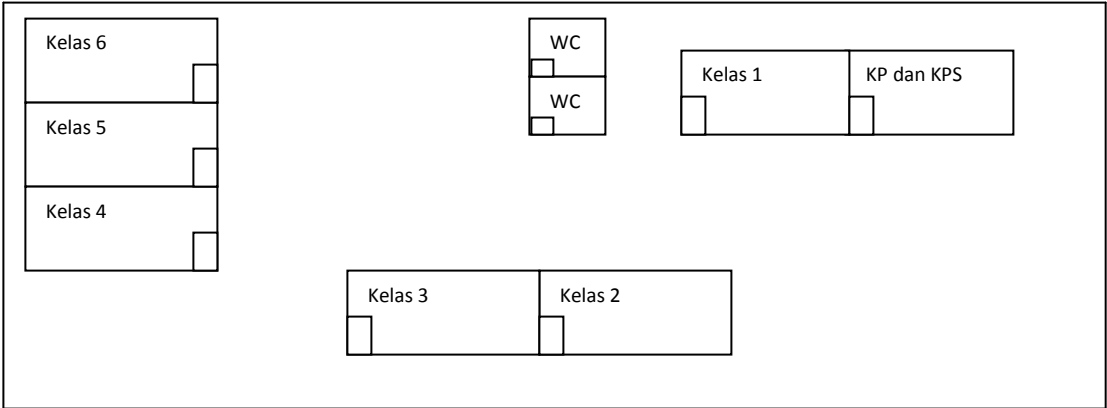 Kelas 6
WC
Kelas 1
KP dan KPS
WC
Kelas 5
Kelas 4
Kelas 3
Kelas 2